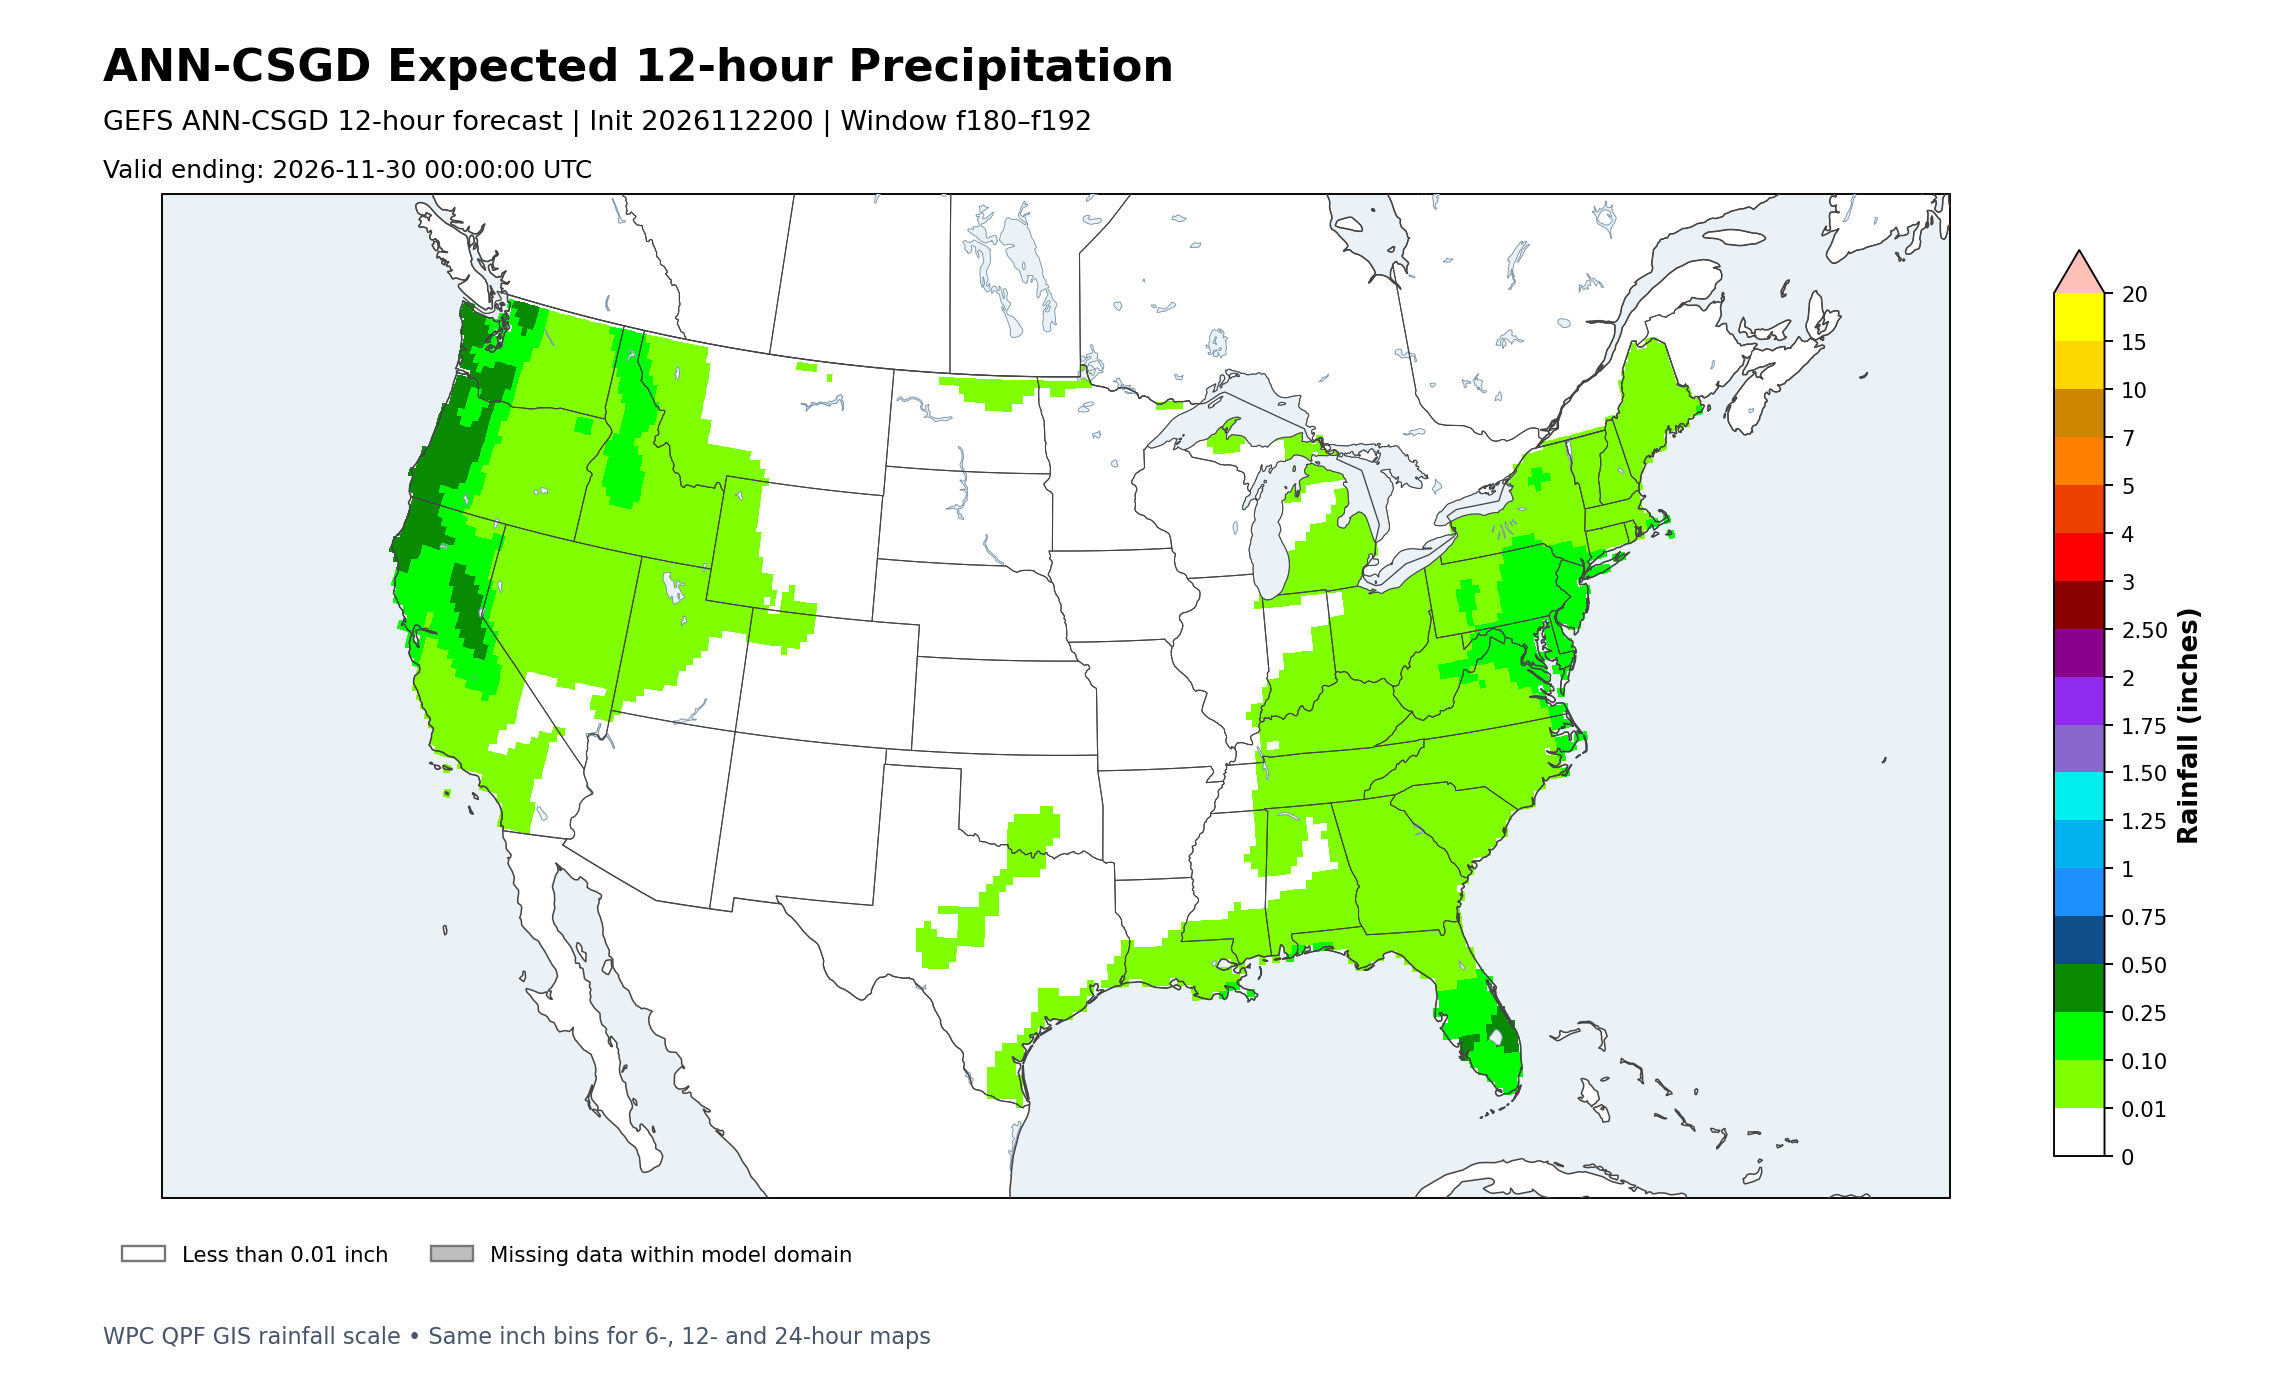 ANN-CSGD Expected 12-hour Precipitation
GEFS ANN-CSGD 12-hour forecast | Init 2026112200 | Window f180–f192
Valid ending: 2026-11-30 00:00:00 UTC
20
15
10
7
5
4
3
2.50
2
1.75
1.50
1.25
1
0.75
0.50
0.25
0.10
0.01
0
Rainfall (inches)
Less than 0.01 inch
Missing data within model domain
WPC QPF GIS rainfall scale • Same inch bins for 6-, 12- and 24-hour maps